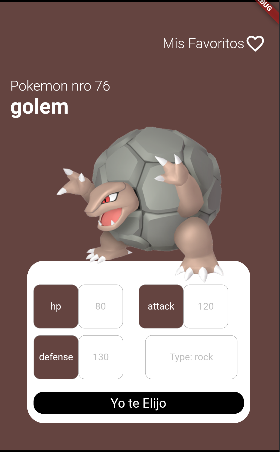 Mis Favoritos
Pokemon nro 76
golem
hp 80 attack 120
defense 130 Type: rock
Yo te Elijo